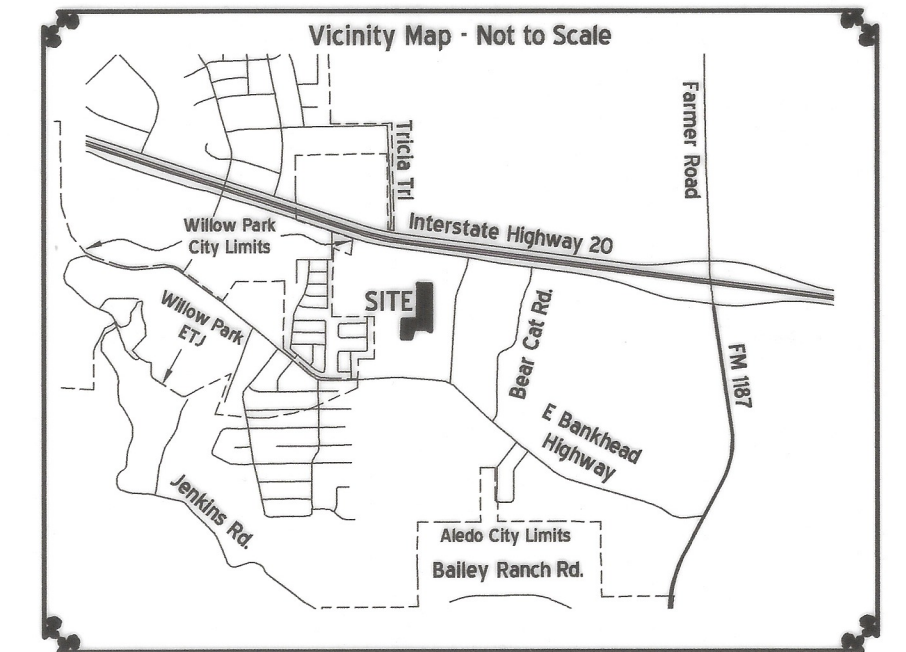 Vicinity Map - Not to Scale
Farmer Road
Tricia Trl
Interstate Highway 20
Willow Park
City Limits
SITE
Willow Park
ETJ
Bear Cat Rd.
FM 1187
E Bankhead
Highway
Jenkins Rd.
Aledo City Limits
Bailey Ranch Rd.